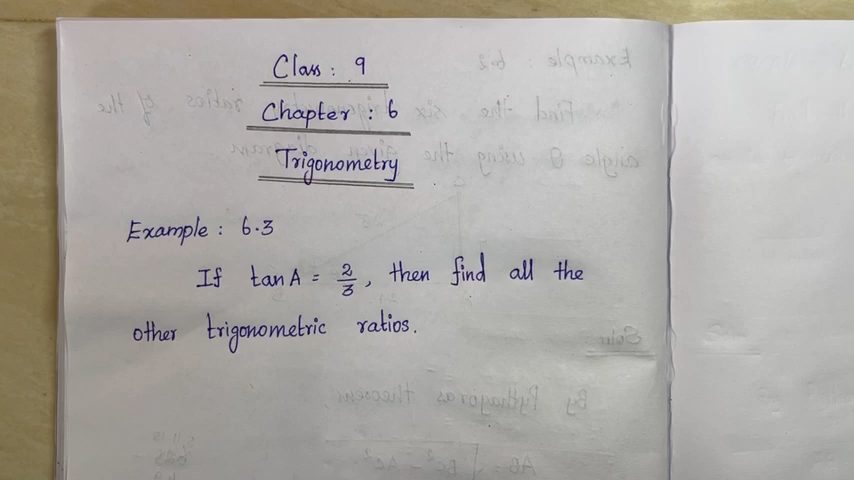 Class : 9
Chapter : 6
Trigonometry
Example : 6.3
If tan A = 2/3, then find all the
other trigonometric ratios.